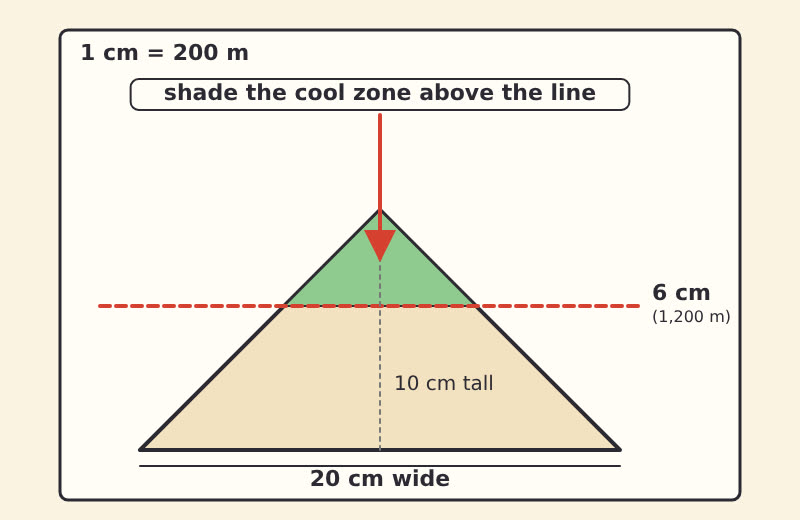 1 cm = 200 m
shade the cool zone above the line
6 cm
(1,200 m)
10 cm tall
20 cm wide